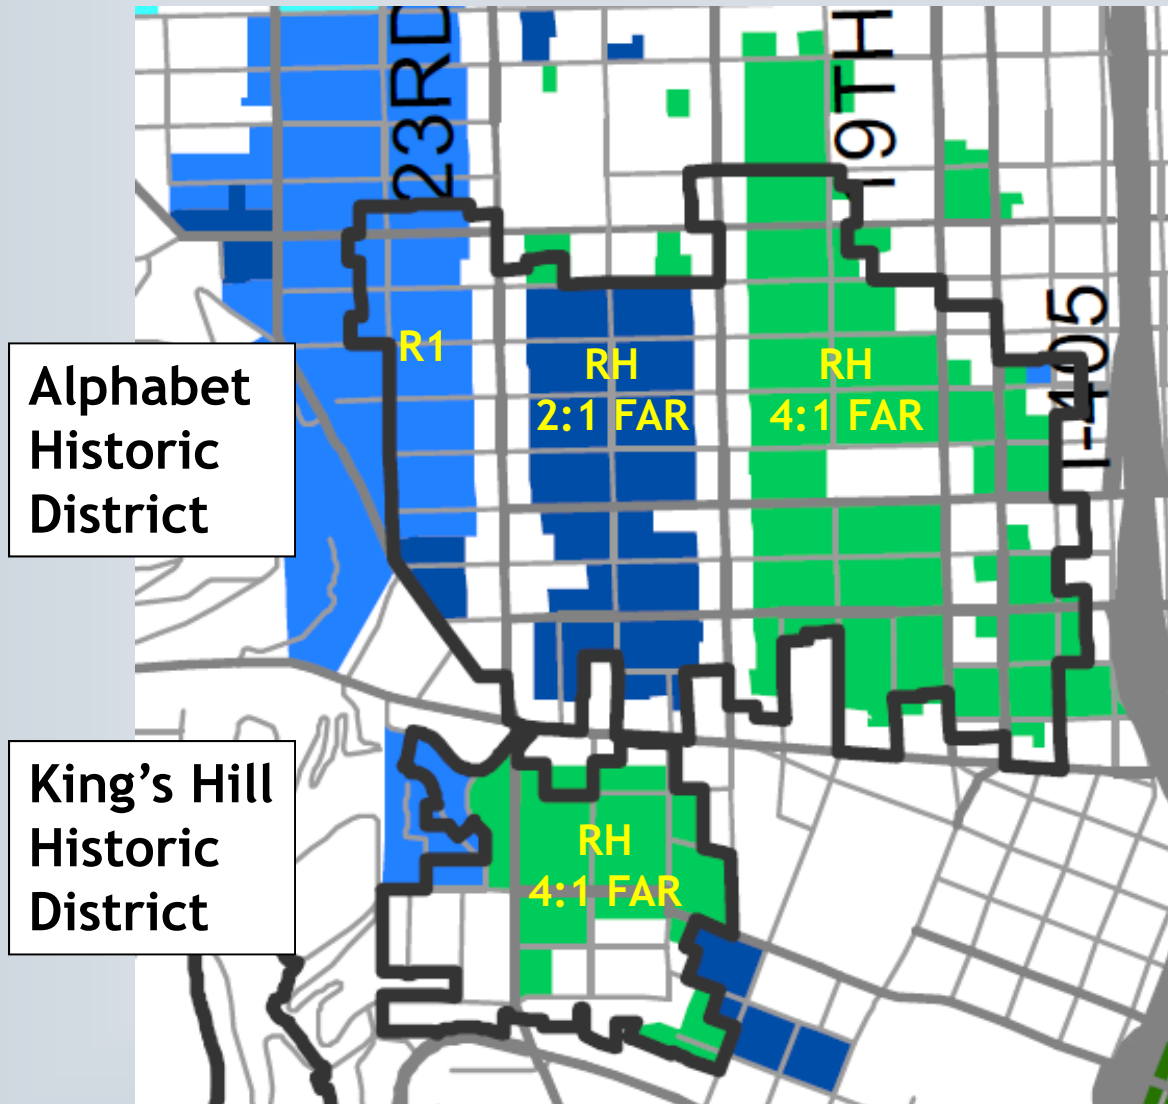 23RD
19TH
I-405
R1
RH
2:1 FAR
RH
4:1 FAR
Alphabet
Historic
District
King's Hill
Historic
District
RH
4:1 FAR